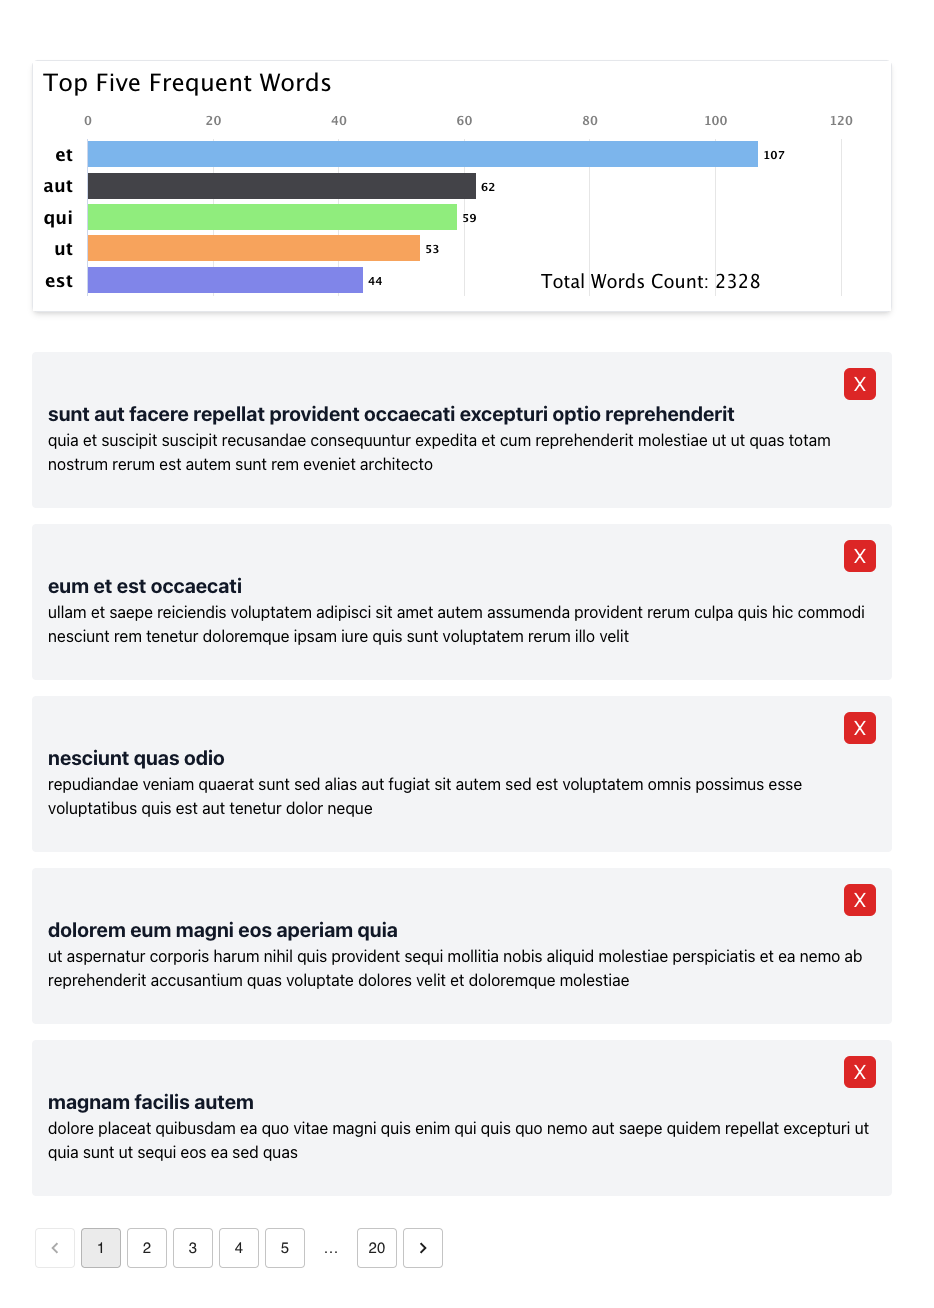 Top Five Frequent Words
0 20 40 60 80 100 120
et 107
aut 62
qui 59
ut 53
est 44
Total Words Count: 2328
X
sunt aut facere repellat provident occaecati excepturi optio reprehenderit
quia et suscipit suscipit recusandae consequuntur expedita et cum reprehenderit molestiae ut ut quas totam
nostrum rerum est autem sunt rem eveniet architecto
X
eum et est occaecati
ullam et saepe reiciendis voluptatem adipisci sit amet autem assumenda provident rerum culpa quis hic commodi
nesciunt rem tenetur doloremque ipsam iure quis sunt voluptatem rerum illo velit
X
nesciunt quas odio
repudiandae veniam quaerat sunt sed alias aut fugiat sit autem sed est voluptatem omnis possimus esse
voluptatibus quis est aut tenetur dolor neque
X
dolorem eum magni eos aperiam quia
ut aspernatur corporis harum nihil quis provident sequi mollitia nobis aliquid molestiae perspiciatis et ea nemo ab
reprehenderit accusantium quas voluptate dolores velit et doloremque molestiae
X
magnam facilis autem
dolore placeat quibusdam ea quo vitae magni quis enim qui quis quo nemo aut saepe quidem repellat excepturi ut
quia sunt ut sequi eos ea sed quas
1 2 3 4 5 ... 20